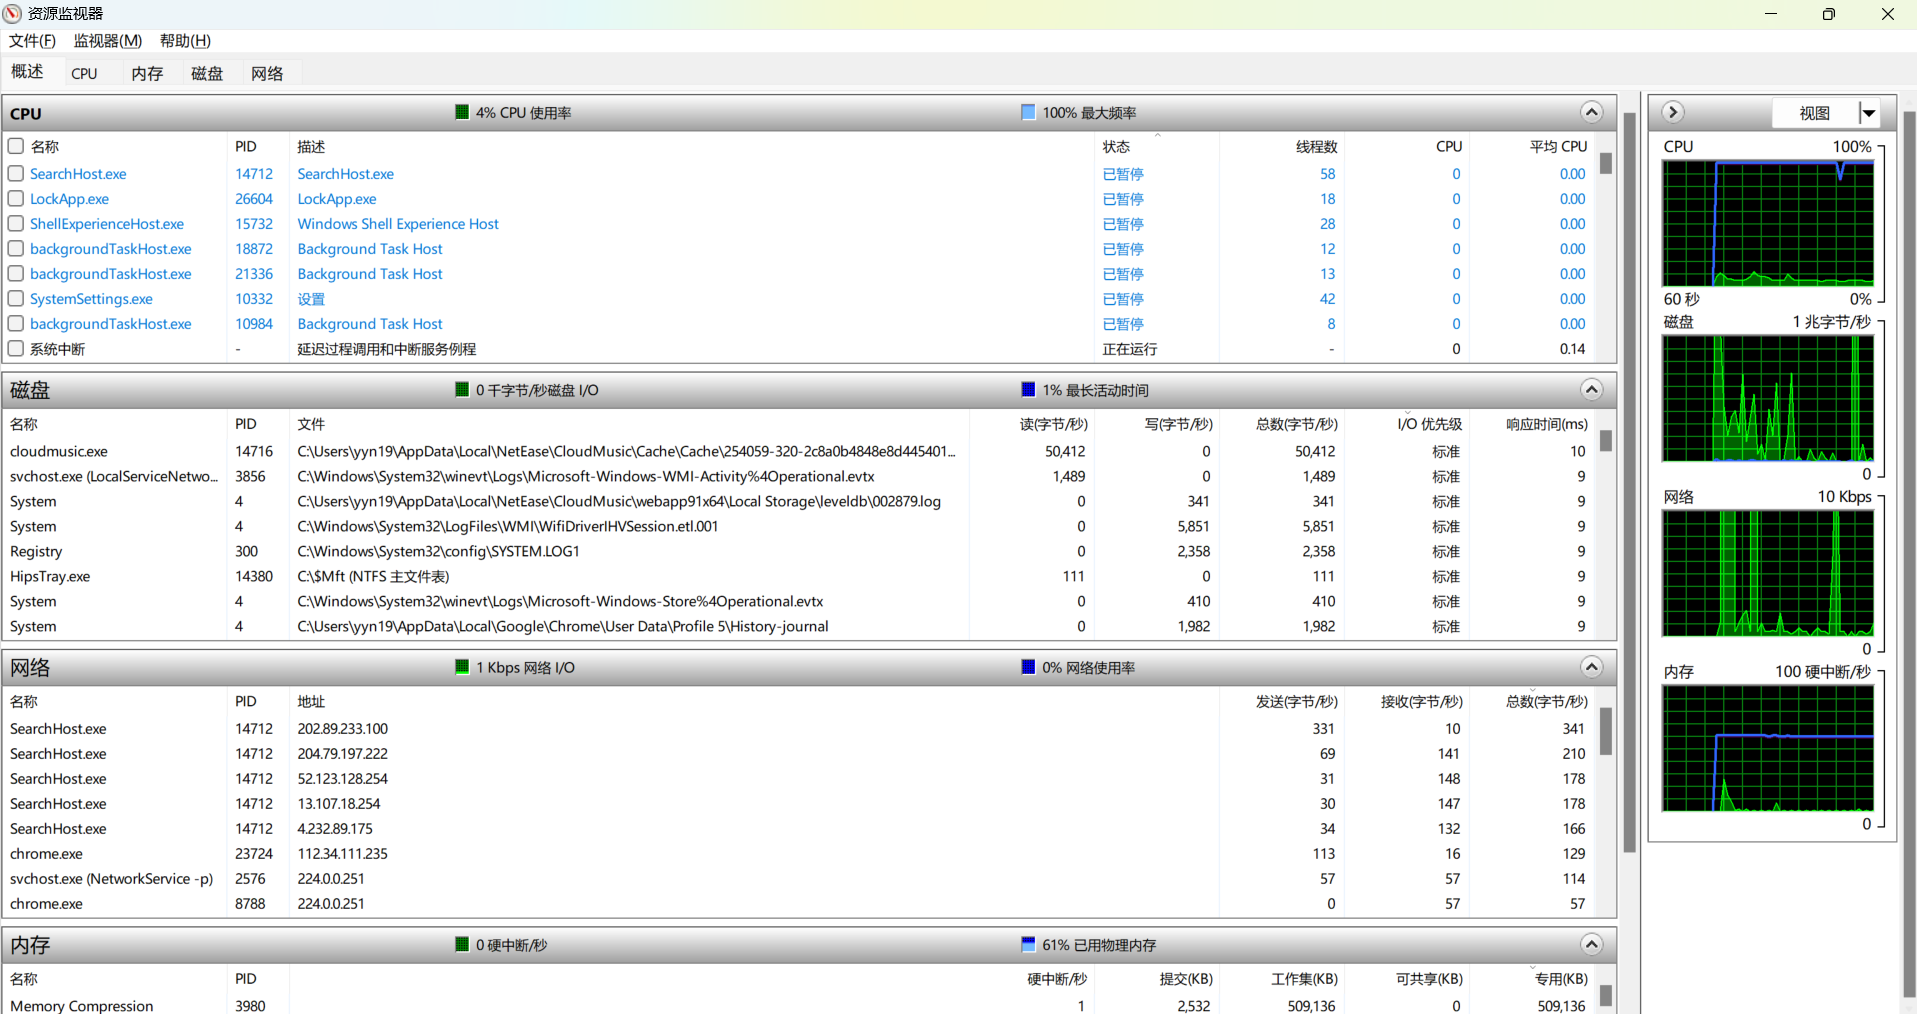 资源监视器
文件(F) 监视器(M) 帮助(H)
概述 CPU 内存 磁盘 网络
CPU 4% CPU 使用率 100% 最大频率
名称 PID 描述 状态 线程数 CPU 平均 CPU
SearchHost.exe 14712 SearchHost.exe 已暂停 58 0 0.00
LockApp.exe 26604 LockApp.exe 已暂停 18 0 0.00
ShellExperienceHost.exe 15732 Windows Shell Experience Host 已暂停 28 0 0.00
backgroundTaskHost.exe 18872 Background Task Host 已暂停 12 0 0.00
backgroundTaskHost.exe 21336 Background Task Host 已暂停 13 0 0.00
SystemSettings.exe 10332 设置 已暂停 42 0 0.00
backgroundTaskHost.exe 10984 Background Task Host 已暂停 8 0 0.00
系统中断 - 延迟过程调用和中断服务例程 正在运行 - 0 0.14
磁盘 0 千字节/秒磁盘 I/O 1% 最长活动时间
名称 PID 文件 读(字节/秒) 写(字节/秒) 总数(字节/秒) I/O 优先级 响应时间(ms)
cloudmusic.exe 14716 C:\Users\yyn19\AppData\Local\NetEase\CloudMusic\Cache\Cache\254059-320-2c8a0b4848e8d445401... 50,412 0 50,412 标准 10
svchost.exe (LocalServiceNetwo... 3856 C:\Windows\System32\winevt\Logs\Microsoft-Windows-WMI-Activity%4Operational.evtx 1,489 0 1,489 标准 9
System 4 C:\Users\yyn19\AppData\Local\NetEase\CloudMusic\webapp91x64\Local Storage\leveldb\002879.log 0 341 341 标准 9
System 4 C:\Windows\System32\LogFiles\WMI\WifiDriverIHVSession.etl.001 0 5,851 5,851 标准 9
Registry 300 C:\Windows\System32\config\SYSTEM.LOG1 0 2,358 2,358 标准 9
HipsTray.exe 14380 C:\$Mft (NTFS 主文件表) 111 0 111 标准 9
System 4 C:\Windows\System32\winevt\Logs\Microsoft-Windows-Store%4Operational.evtx 0 410 410 标准 9
System 4 C:\Users\yyn19\AppData\Local\Google\Chrome\User Data\Profile 5\History-journal 0 1,982 1,982 标准 9
网络 1 Kbps 网络 I/O 0% 网络使用率
名称 PID 地址 发送(字节/秒) 接收(字节/秒) 总数(字节/秒)
SearchHost.exe 14712 202.89.233.100 331 10 341
SearchHost.exe 14712 204.79.197.222 69 141 210
SearchHost.exe 14712 52.123.128.254 31 148 178
SearchHost.exe 14712 13.107.18.254 30 147 178
SearchHost.exe 14712 4.232.89.175 34 132 166
chrome.exe 23724 112.34.111.235 113 16 129
svchost.exe (NetworkService -p) 2576 224.0.0.251 57 57 114
chrome.exe 8788 224.0.0.251 0 57 57
内存 0 硬中断/秒 61% 已用物理内存
名称 PID 硬中断/秒 提交(KB) 工作集(KB) 可共享(KB) 专用(KB)
Memory Compression 3980 1 2,532 509,136 0 509,136
视图
CPU 100%
60 秒 0%
磁盘 1 兆字节/秒
0
网络 10 Kbps
0
内存 100 硬中断/秒
0